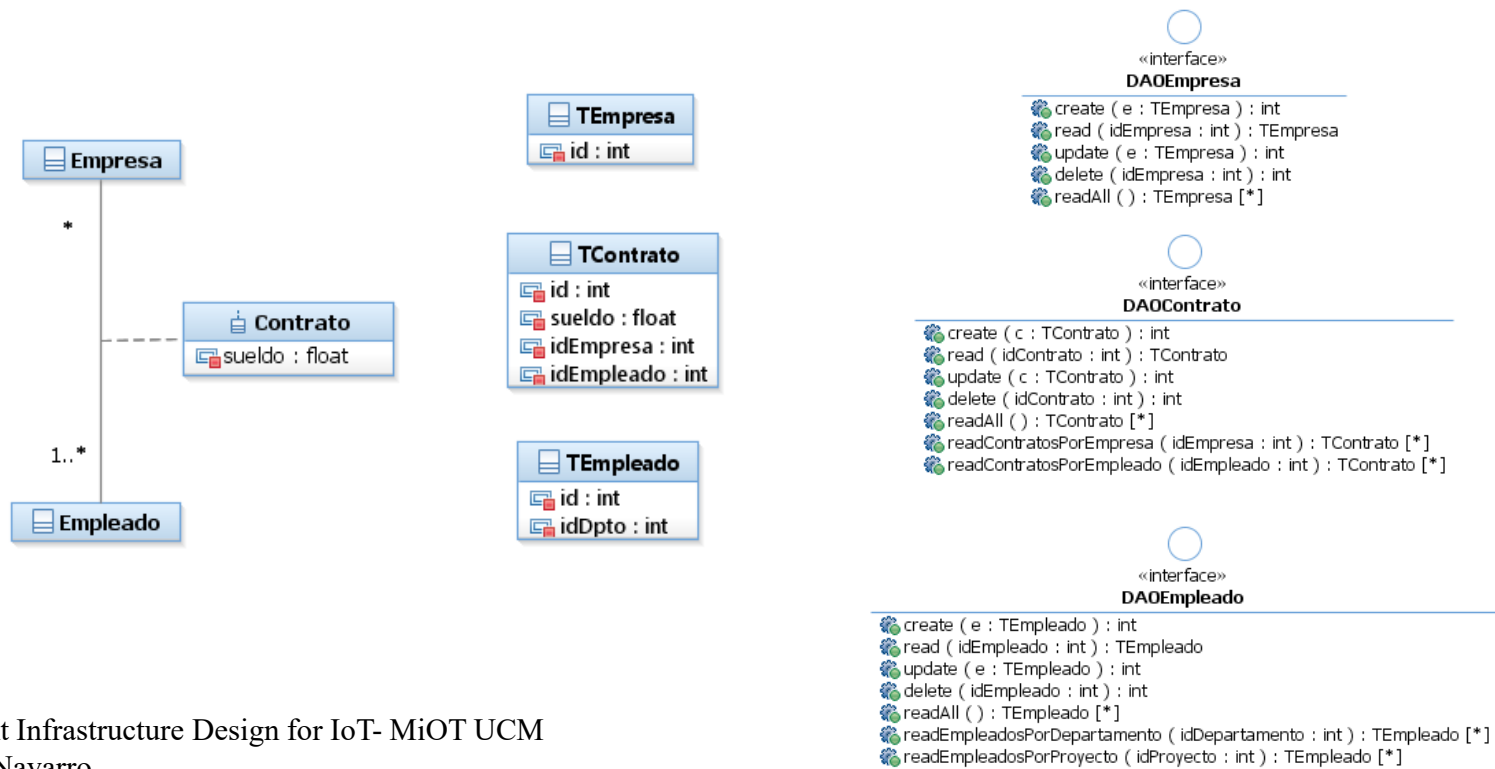 Empresa
*
Contrato
sueldo : float
1..*
Empleado
TEmpresa
id : int
TContrato
id : int
sueldo : float
idEmpresa : int
idEmpleado : int
TEmpleado
id : int
idDpto : int
«interface»
DAOEmpresa
create ( e : TEmpresa ) : int
read ( idEmpresa : int ) : TEmpresa
update ( e : TEmpresa ) : int
delete ( idEmpresa : int ) : int
readAll ( ) : TEmpresa [*]
«interface»
DAOContrato
create ( c : TContrato ) : int
read ( idContrato : int ) : TContrato
update ( c : TContrato ) : int
delete ( idContrato : int ) : int
readAll ( ) : TContrato [*]
readContratosPorEmpresa ( idEmpresa : int ) : TContrato [*]
readContratosPorEmpleado ( idEmpleado : int ) : TContrato [*]
«interface»
DAOEmpleado
create ( e : TEmpleado ) : int
read ( idEmpleado : int ) : TEmpleado
update ( e : TEmpleado ) : int
delete ( idEmpleado : int ) : int
readAll ( ) : TEmpleado [*]
readEmpleadosPorDepartamento ( idDepartamento : int ) : TEmpleado [*]
readEmpleadosPorProyecto ( idProyecto : int ) : TEmpleado [*]
t Infrastructure Design for IoT- MiOT UCM
Navarro